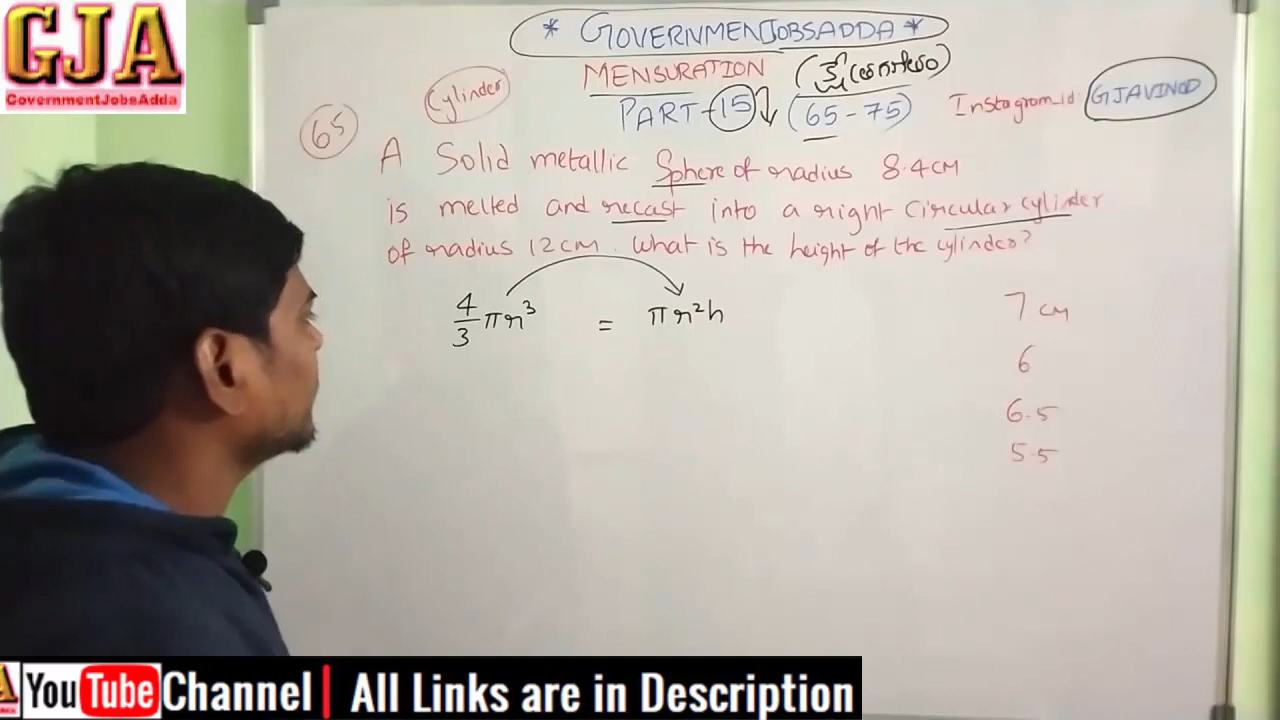 GJA
GovernmentJobsAdda
* GOVERNMENJOBSADDA *
MENSURATION
PART-15 (65-75) Instagram_id: GJAVINOD
65 Cylinder
A Solid metallic Sphere of radius 8.4CM
is melted and recast into a right Circular cylinder
of radius 12CM. What is the height of the cylinder?
4/3 πr³ = πr²h
7 CM
6
6.5
5.5
YouTube Channel | All Links are in Description